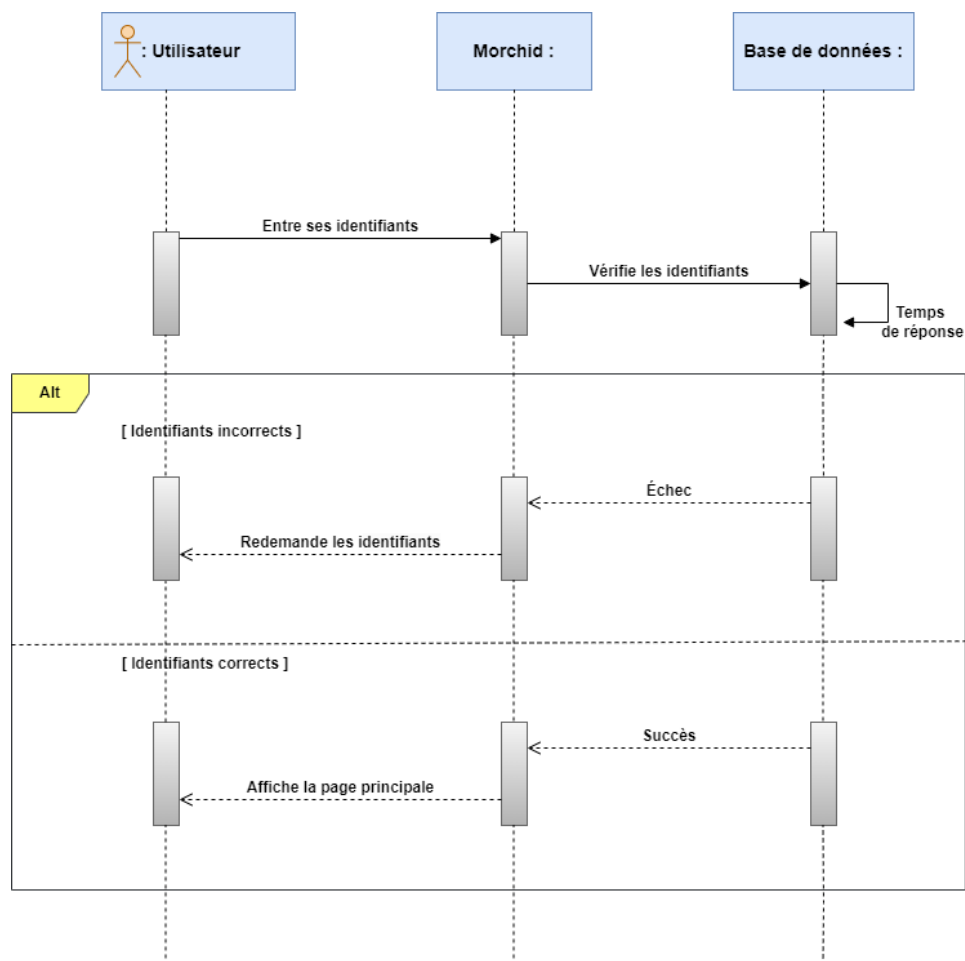 : Utilisateur
Morchid :
Base de données :
Entre ses identifiants
Vérifie les identifiants
Temps
de réponse
Alt
[ Identifiants incorrects ]
Échec
Redemande les identifiants
[ Identifiants corrects ]
Succès
Affiche la page principale